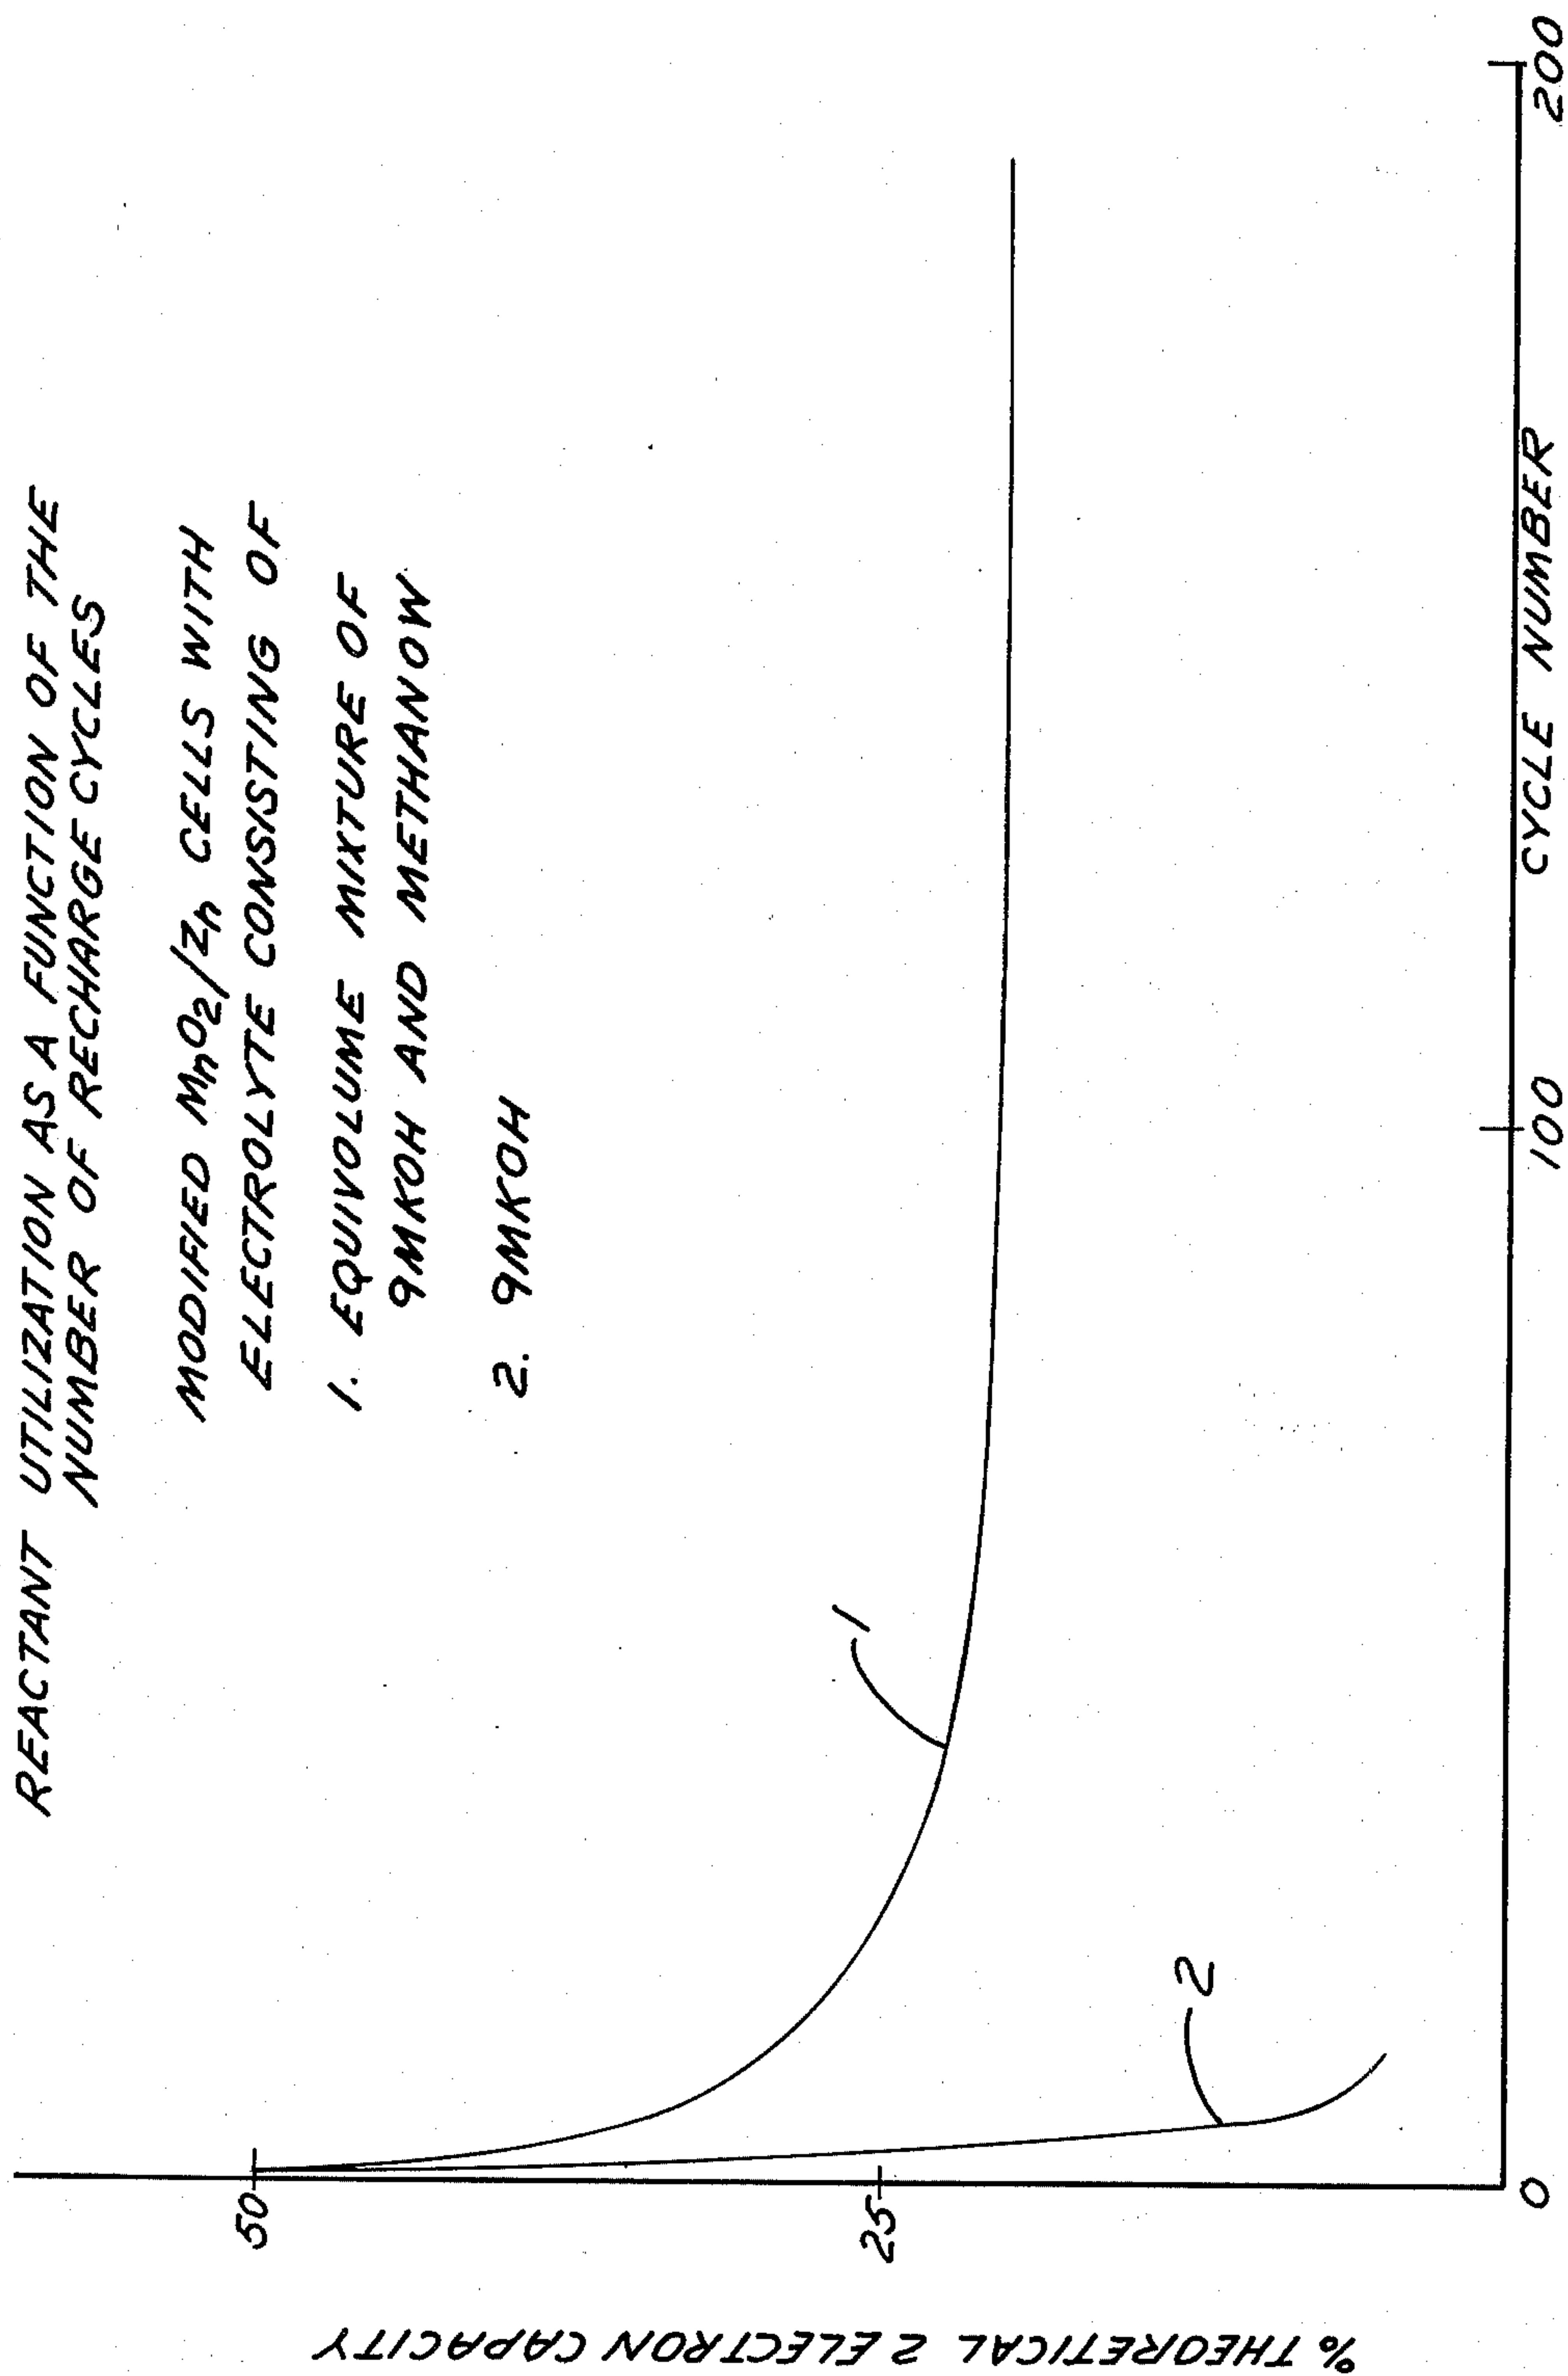 REACTANT UTILIZATION AS A FUNCTION OF THE
NUMBER OF RECHARGE CYCLES
MODIFIED MnO2/Zn CELLS WITH
ELECTROLYTE CONSISTING OF
1. EQUIVOLUME MIXTURE OF
9MKOH AND METHANOW
2. 9MKOH
% THEORETICAL 2 ELECTRON CAPACITY
50
25
1
2
0
100
200
CYCLE NUMBER